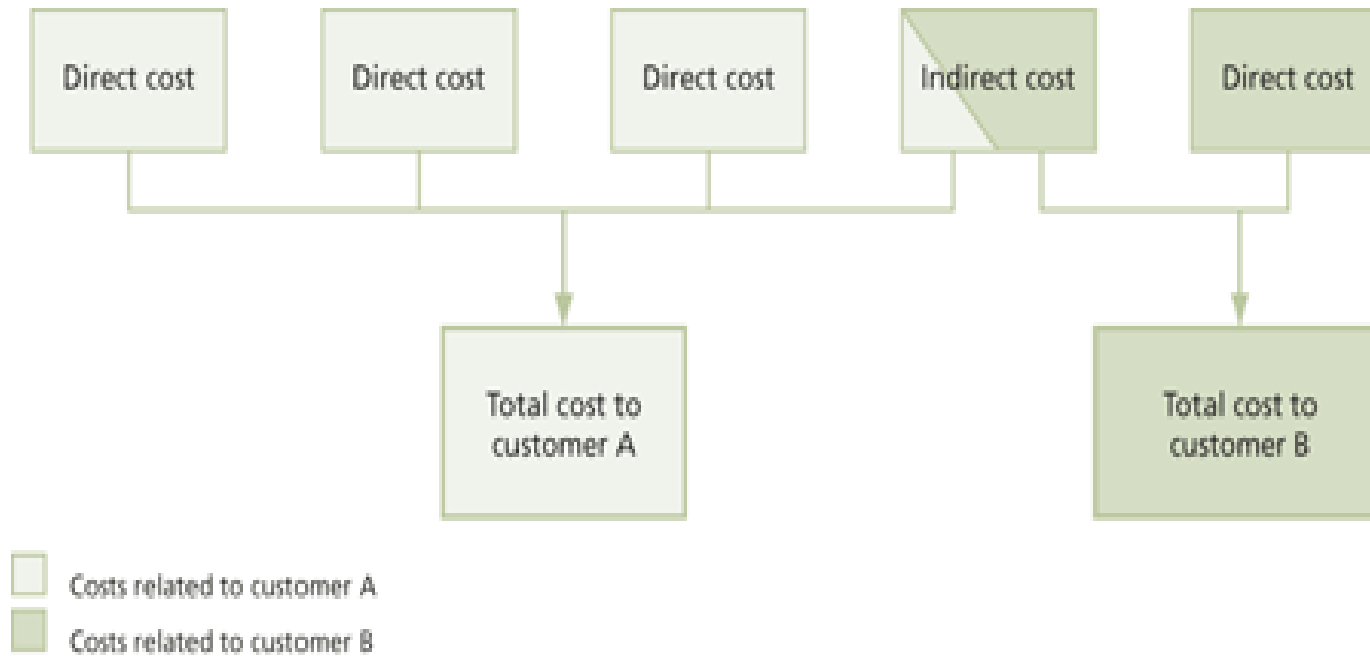 Direct cost
Direct cost
Direct cost
Indirect cost
Direct cost
Total cost to
customer A
Total cost to
customer B
Costs related to customer A
Costs related to customer B